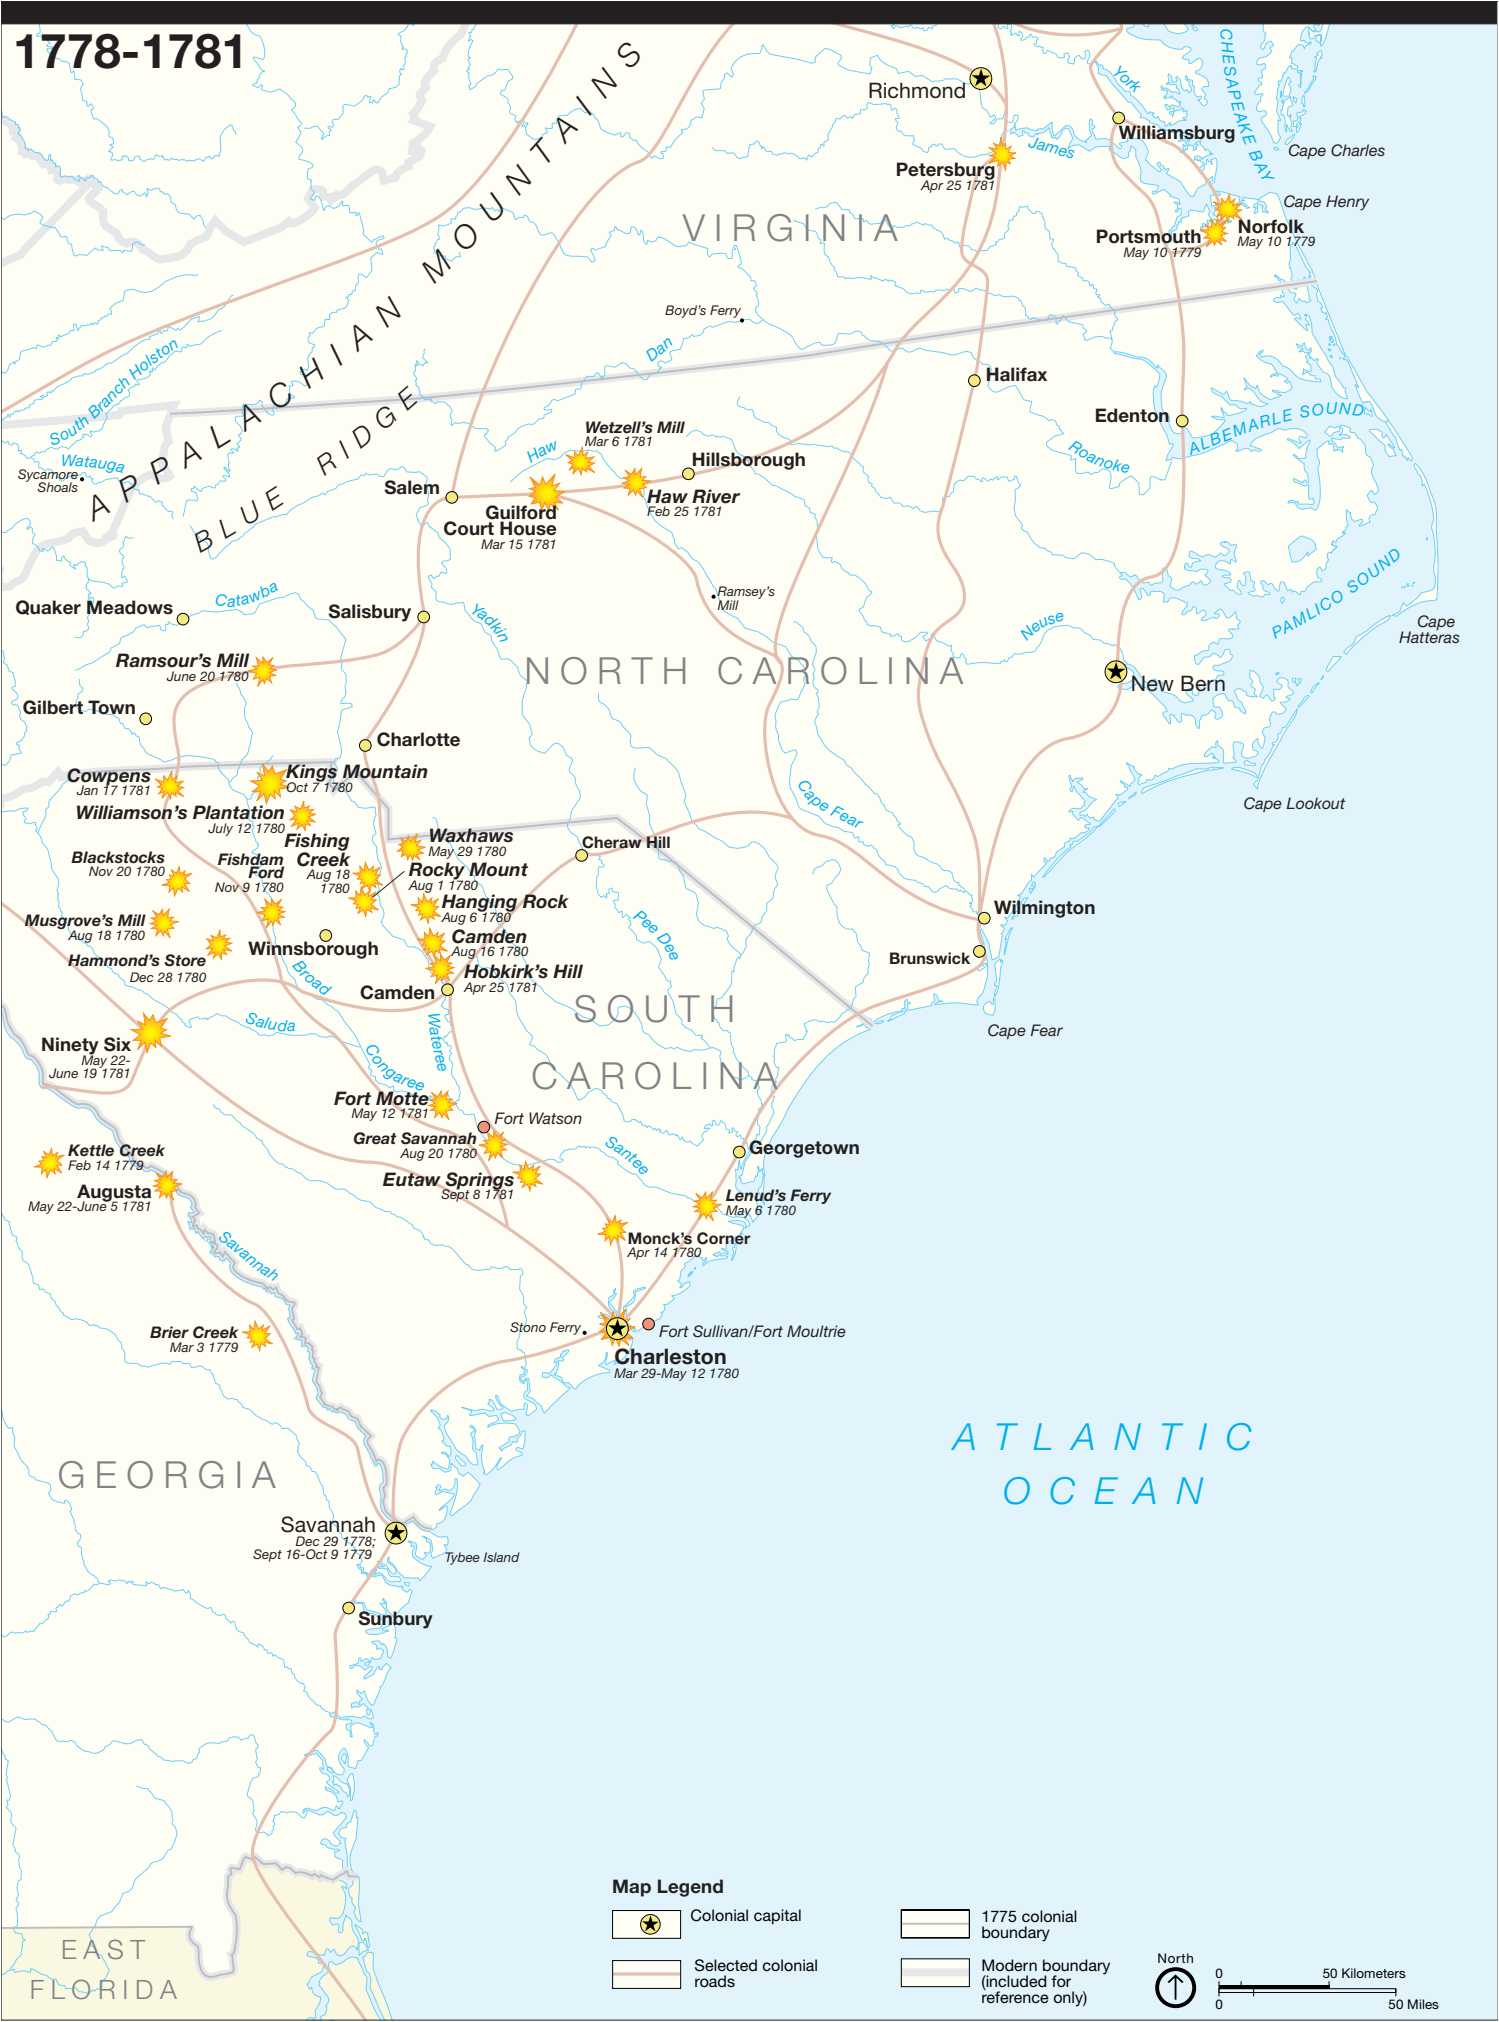 1778-1781
APPALACHIAN MOUNTAINS
BLUE RIDGE
Richmond
York
CHESAPEAKE BAY
Williamsburg
James
Cape Charles
Petersburg
Apr 25 1781
Cape Henry
VIRGINIA
Norfolk
May 10 1779
Portsmouth
May 10 1779
Boyd's Ferry
Dan
South Branch Holston
Halifax
Edenton
ALBEMARLE SOUND
Roanoke
Watauga
Sycamore
Shoals
Wetzell's Mill
Mar 6 1781
Haw
Hillsborough
Salem
Haw River
Feb 25 1781
Guilford
Court House
Mar 15 1781
PAMLICO SOUND
Catawba
Quaker Meadows
Salisbury
Yadkin
Ramsey's
Mill
Neuse
Cape
Hatteras
Ramsour's Mill
June 20 1780
NORTH CAROLINA
New Bern
Gilbert Town
Charlotte
Cowpens
Jan 17 1781
Kings Mountain
Oct 7 1780
Cape Fear
Cape Lookout
Williamson's Plantation
July 12 1780
Fishing
Creek
Aug 18
1780
Waxhaws
May 29 1780
Cheraw Hill
Blackstocks
Nov 20 1780
Fishdam
Ford
Nov 9 1780
Rocky Mount
Aug 1 1780
Hanging Rock
Aug 6 1780
Wilmington
Musgrove's Mill
Aug 18 1780
Pee Dee
Winnsborough
Camden
Aug 16 1780
Brunswick
Hammond's Store
Dec 28 1780
Hobkirk's Hill
Apr 25 1781
Broad
Camden
SOUTH
CAROLINA
Saluda
Wateree
Cape Fear
Ninety Six
May 22-
June 19 1781
Congaree
Fort Motte
May 12 1781
Fort Watson
Great Savannah
Aug 20 1780
Santee
Georgetown
Kettle Creek
Feb 14 1779
Augusta
May 22-June 5 1781
Eutaw Springs
Sept 8 1781
Lenud's Ferry
May 6 1780
Monck's Corner
Apr 14 1780
Savannah
Brier Creek
Mar 3 1779
Stono Ferry
Fort Sullivan/Fort Moultrie
Charleston
Mar 29-May 12 1780
ATLANTIC
OCEAN
GEORGIA
Savannah
Dec 29 1778;
Sept 16-Oct 9 1779
Tybee Island
Sunbury
EAST
FLORIDA
Map Legend
Colonial capital
Selected colonial
roads
1775 colonial
boundary
Modern boundary
(included for
reference only)
North
0
50 Kilometers
0
50 Miles